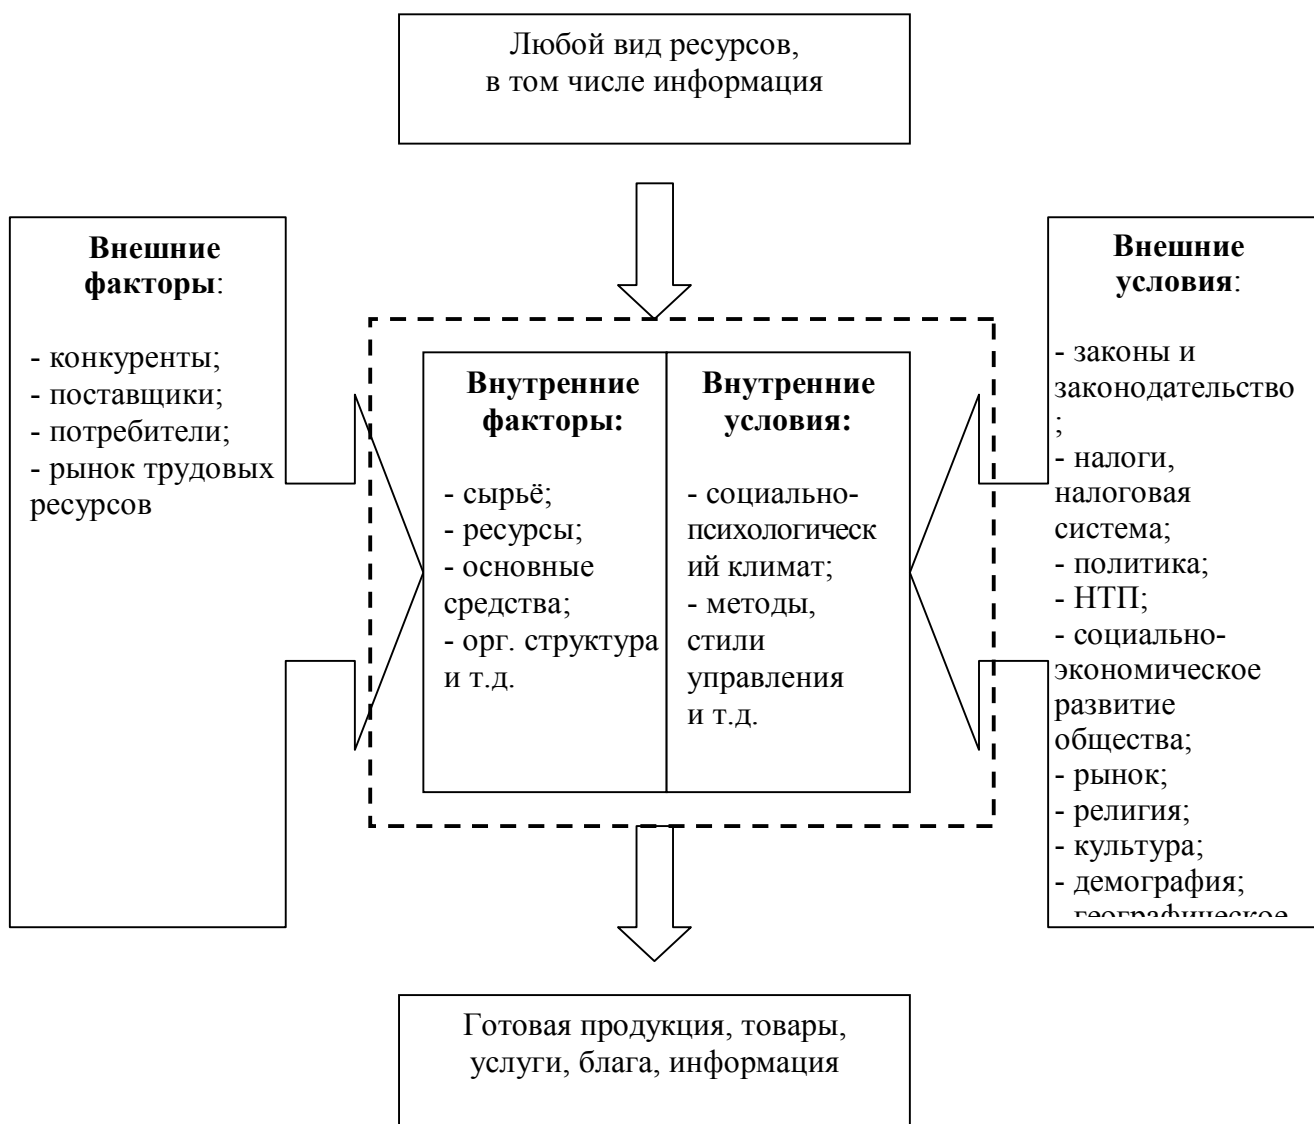 Любой вид ресурсов,
в том числе информация
Внешние
факторы:
- конкуренты;
- поставщики;
- потребители;
- рынок трудовых
ресурсов
Внутренние
факторы:
- сырьё;
- ресурсы;
- основные
средства;
- орг. структура
и т.д.
Внутренние
условия:
- социально-
психологическ
ий климат;
- методы,
стили
управления
и т.д.
Внешние
условия:
- законы и
законодательство
;
- налоги,
налоговая
система;
- политика;
- НТП;
- социально-
экономическое
развитие
общества;
- рынок;
- религия;
- культура;
- демография;
- географическое
Готовая продукция, товары,
услуги, блага, информация